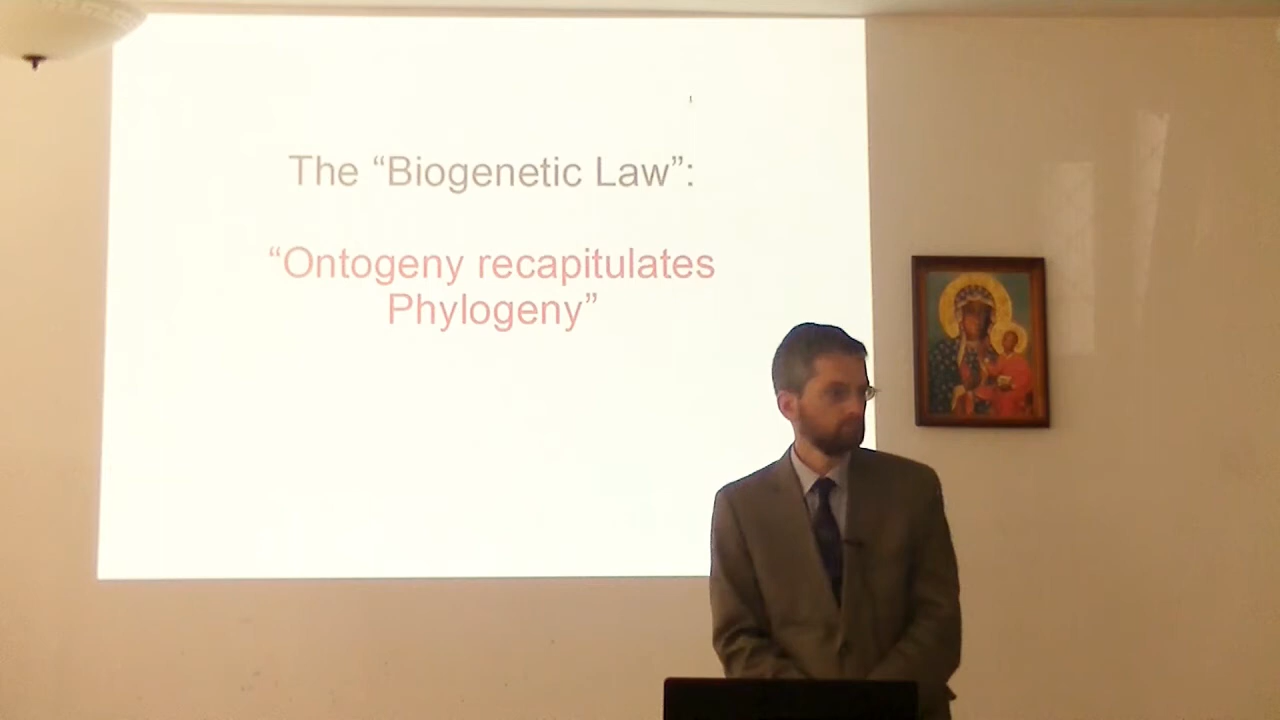 The “Biogenetic Law”:
“Ontogeny recapitulates
Phylogeny”